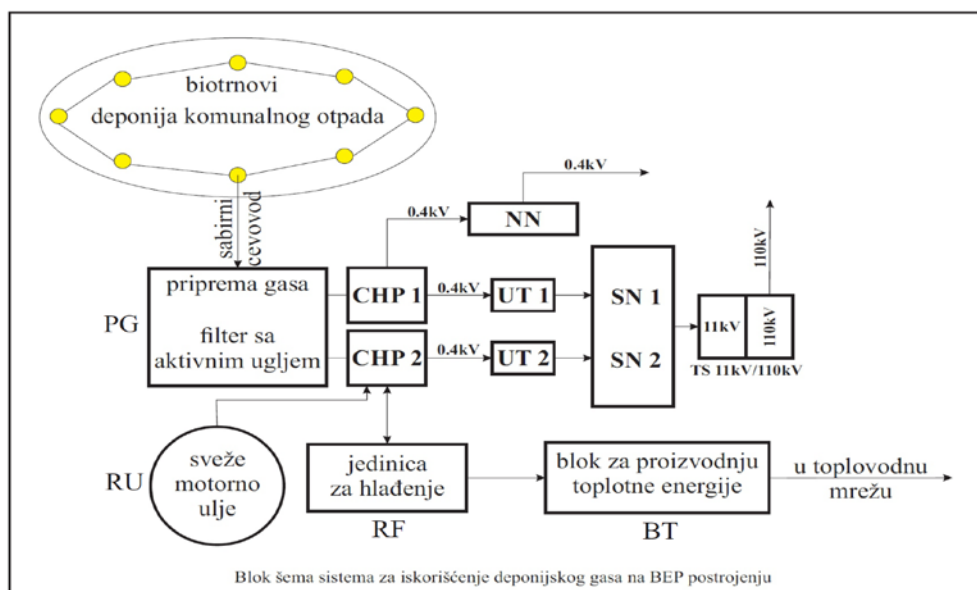 biotrnovi
deponija komunalnog otpada
sabirni
cevovod
0.4kV
0.4kV
NN
110kV
PG
priprema gasa
filter sa
aktivnim ugljem
CHP 1
0.4kV
UT 1
SN 1
CHP 2
0.4kV
UT 2
SN 2
11kV
110kV
TS 11kV/110kV
RU
sveže
motorno
ulje
jedinica
za hlađenje
RF
blok za proizvodnju
toplotne energije
BT
u toplovodnu
mrežu
Blok šema sistema za iskorišćenje deponijskog gasa na BEP postrojenju